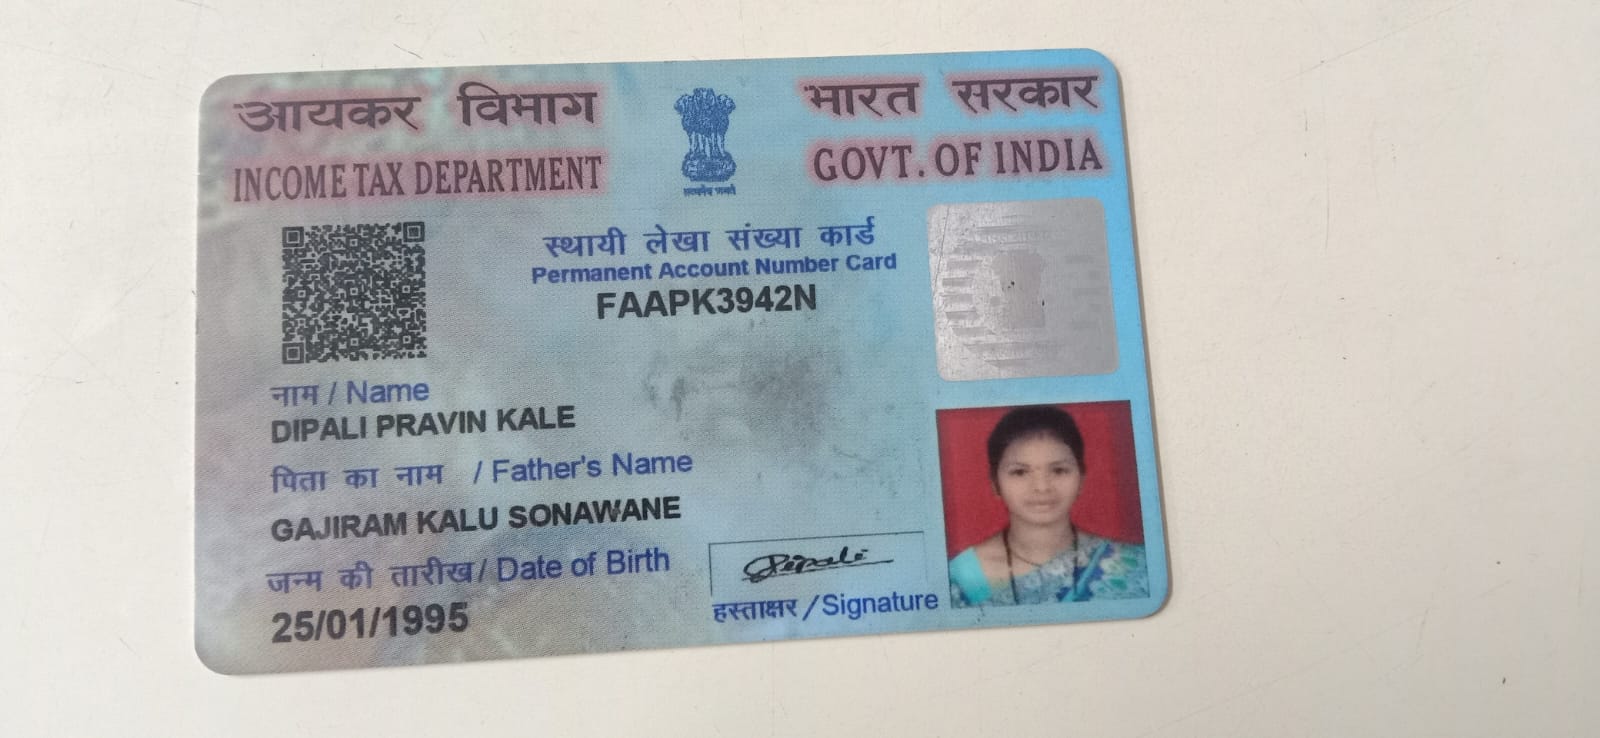 आयकर विभाग
INCOME TAX DEPARTMENT
भारत सरकार
GOVT. OF INDIA
स्थायी लेखा संख्या कार्ड
Permanent Account Number Card
FAAPK3942N
नाम / Name
DIPALI PRAVIN KALE
पिता का नाम / Father's Name
GAJIRAM KALU SONAWANE
जन्म की तारीख / Date of Birth
25/01/1995
Dipali
हस्ताक्षर / Signature